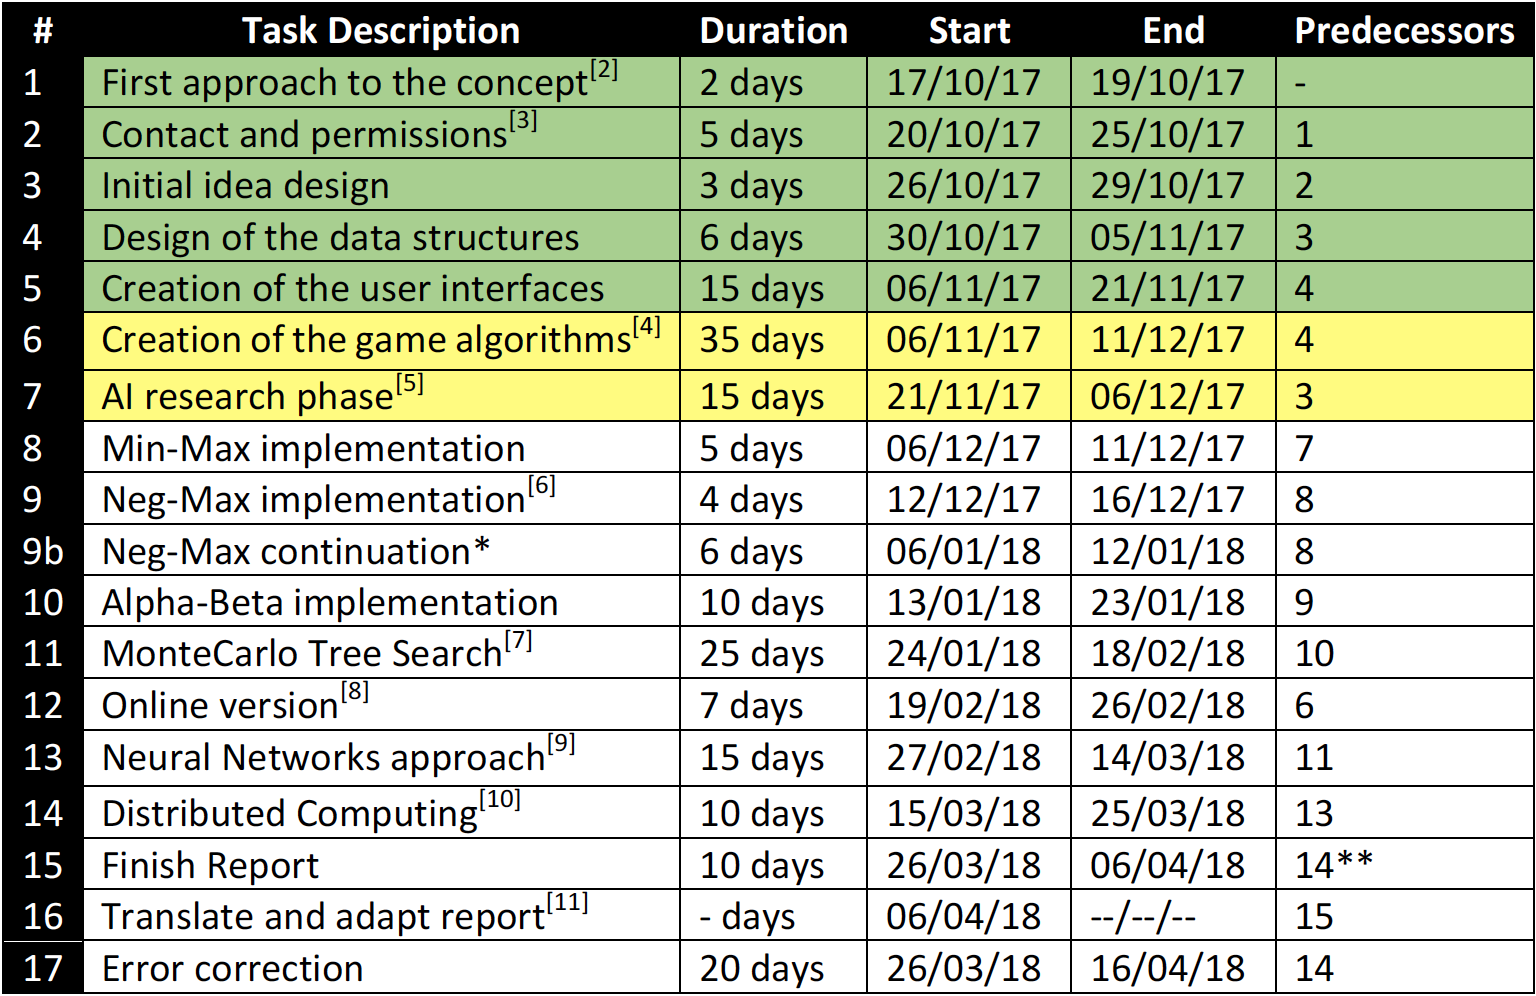 # Task Description Duration Start End Predecessors
1 First approach to the concept[2] 2 days 17/10/17 19/10/17 -
2 Contact and permissions[3] 5 days 20/10/17 25/10/17 1
3 Initial idea design 3 days 26/10/17 29/10/17 2
4 Design of the data structures 6 days 30/10/17 05/11/17 3
5 Creation of the user interfaces 15 days 06/11/17 21/11/17 4
6 Creation of the game algorithms[4] 35 days 06/11/17 11/12/17 4
7 AI research phase[5] 15 days 21/11/17 06/12/17 3
8 Min-Max implementation 5 days 06/12/17 11/12/17 7
9 Neg-Max implementation[6] 4 days 12/12/17 16/12/17 8
9b Neg-Max continuation* 6 days 06/01/18 12/01/18 8
10 Alpha-Beta implementation 10 days 13/01/18 23/01/18 9
11 MonteCarlo Tree Search[7] 25 days 24/01/18 18/02/18 10
12 Online version[8] 7 days 19/02/18 26/02/18 6
13 Neural Networks approach[9] 15 days 27/02/18 14/03/18 11
14 Distributed Computing[10] 10 days 15/03/18 25/03/18 13
15 Finish Report 10 days 26/03/18 06/04/18 14**
16 Translate and adapt report[11] - days 06/04/18 --/--/-- 15
17 Error correction 20 days 26/03/18 16/04/18 14